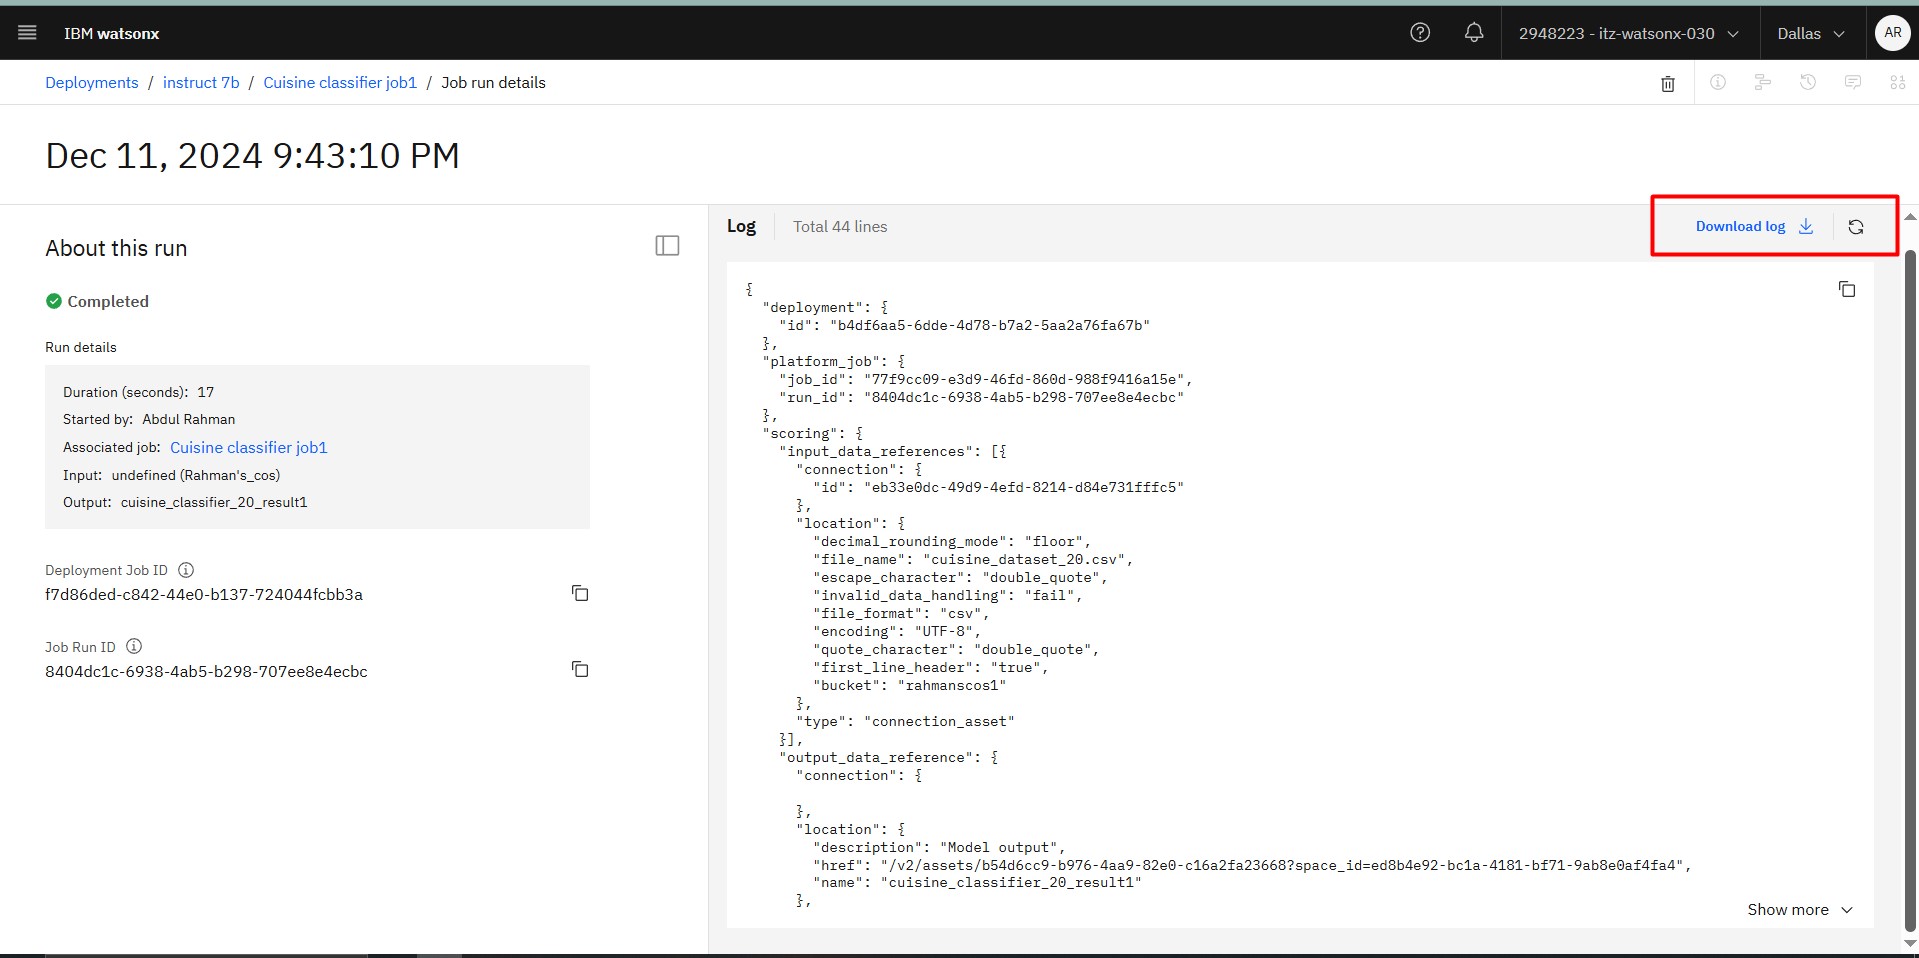 IBM watsonx
2948223 - itz-watsonx-030
Dallas
AR
Deployments / instruct 7b / Cuisine classifier job1 / Job run details
Dec 11, 2024 9:43:10 PM
About this run
Completed
Run details
Duration (seconds): 17
Started by: Abdul Rahman
Associated job: Cuisine classifier job1
Input: undefined (Rahman's_cos)
Output: cuisine_classifier_20_result1
Deployment Job ID
f7d86ded-c842-44e0-b137-724044fcbb3a
Job Run ID
8404dc1c-6938-4ab5-b298-707ee8e4ecbc
Log
Total 44 lines
Download log
{
"deployment": {
"id": "b4df6aa5-6dde-4d78-b7a2-5aa2a76fa67b"
},
"platform_job": {
"job_id": "77f9cc09-e3d9-46fd-860d-988f9416a15e",
"run_id": "8404dc1c-6938-4ab5-b298-707ee8e4ecbc"
},
"scoring": {
"input_data_references": [{
"connection": {
"id": "eb33e0dc-49d9-4efd-8214-d84e731fffc5"
},
"location": {
"decimal_rounding_mode": "floor",
"file_name": "cuisine_dataset_20.csv",
"escape_character": "double_quote",
"invalid_data_handling": "fail",
"file_format": "csv",
"encoding": "UTF-8",
"quote_character": "double_quote",
"first_line_header": "true",
"bucket": "rahmanscos1"
},
"type": "connection_asset"
}],
"output_data_reference": {
"connection": {
},
"location": {
"description": "Model output",
"href": "/v2/assets/b54d6cc9-b976-4aa9-82e0-c16a2fa23668?space_id=ed8b4e92-bc1a-4181-bf71-9ab8e0af4fa4",
"name": "cuisine_classifier_20_result1"
},
Show more